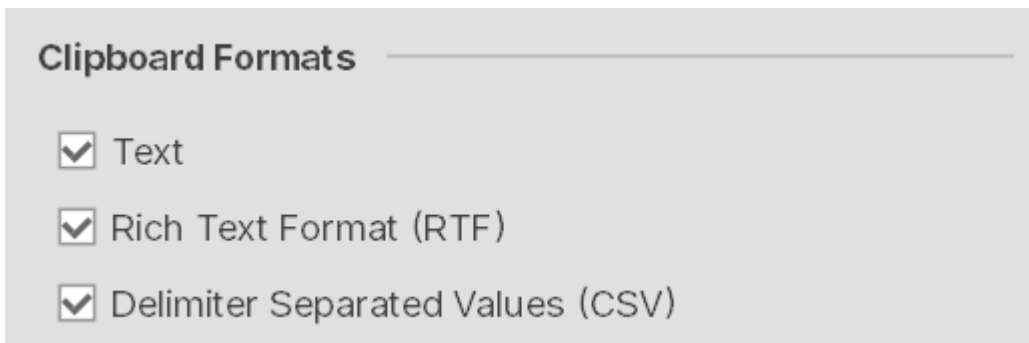 Clipboard Formats
Text
Rich Text Format (RTF)
Delimiter Separated Values (CSV)